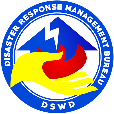 DISASTER RESPONSE MANAGEMENT BUREAU
DSWD